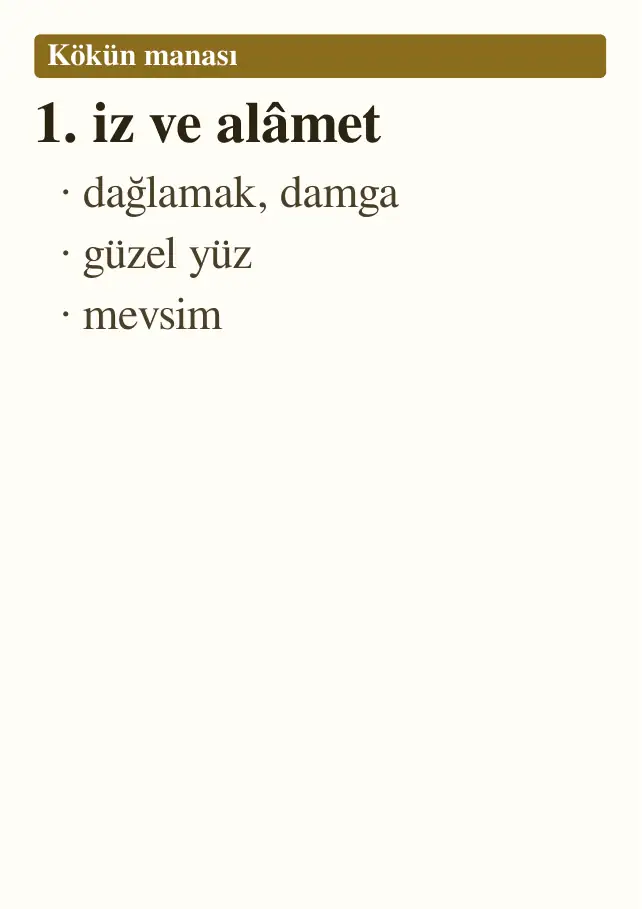 Kökün manası
1. iz ve alâmet
· dağlamak, damga
· güzel yüz
· mevsim